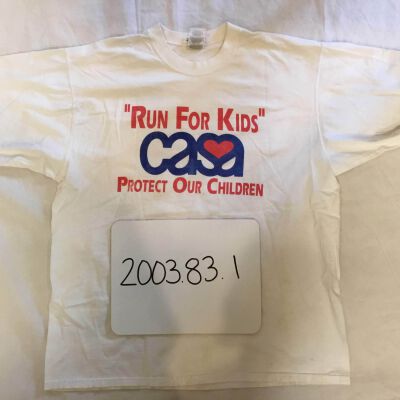 "RUN FOR KIDS"
CASA
PROTECT OUR CHILDREN
2003.83.1